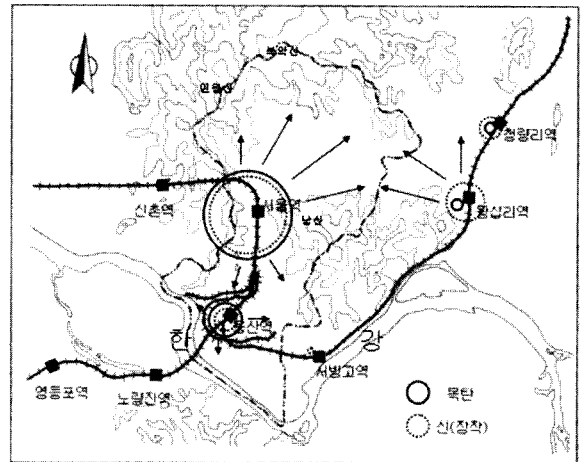 북악산
인왕산
청량리역
신촌역
서울역
남산
왕십리역
용산역
한
강
서빙고역
영등포역
노량진역
목탄
신(장작)